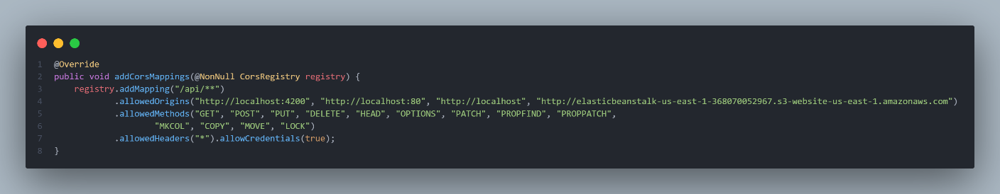 1 @Override
2 public void addCorsMappings(@NonNull CorsRegistry registry) {
3     registry.addMapping("/api/**")
4             .allowedOrigins("http://localhost:4200", "http://localhost:80", "http://localhost", "http://elasticbeanstalk-us-east-1-368070052967.s3-website-us-east-1.amazonaws.com")
5             .allowedMethods("GET", "POST", "PUT", "DELETE", "HEAD", "OPTIONS", "PATCH", "PROPFIND", "PROPPATCH",
6                     "MKCOL", "COPY", "MOVE", "LOCK")
7             .allowedHeaders("*").allowCredentials(true);
8 }